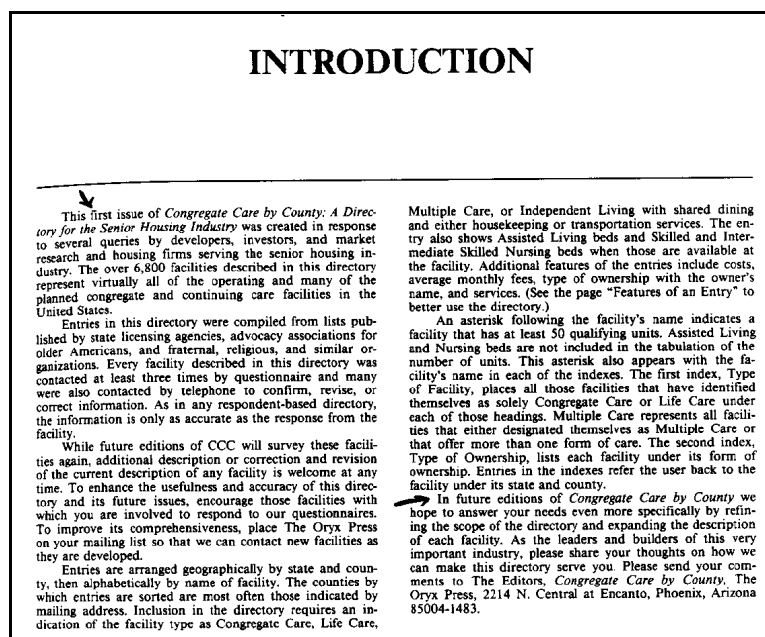 INTRODUCTION
This first issue of Congregate Care by County: A Direc-
tory for the Senior Housing Industry was created in response
to several queries by developers, investors, and market
research and housing firms serving the senior housing in-
dustry. The over 6,800 facilities described in this directory
represent virtually all of the operating and many of the
planned congregate and continuing care facilities in the
United States.
Entries in this directory were compiled from lists pub-
lished by state licensing agencies, advocacy associations for
older Americans, and fraternal, religious, and similar or-
ganizations. Every facility described in this directory was
contacted at least three times by questionnaire and many
were also contacted by telephone to confirm, revise, or
correct information. As in any respondent-based directory,
the information is only as accurate as the response from the
facility.
While future editions of CCC will survey these facili-
ties again, additional description or correction and revision
of the current description of any facility is welcome at any
time. To enhance the usefulness and accuracy of this direc-
tory and its future issues, encourage those facilities with
which you are involved to respond to our questionnaires.
To improve its comprehensiveness, place The Oryx Press
on your mailing list so that we can contact new facilities as
they are developed.
Entries are arranged geographically by state and coun-
ty, then alphabetically by name of facility. The counties by
which entries are sorted are most often those indicated by
mailing address. Inclusion in the directory requires an in-
dication of the facility type as Congregate Care, Life Care,
Multiple Care, or Independent Living with shared dining
and either housekeeping or transportation services. The en-
try also shows Assisted Living beds and Skilled and Inter-
mediate Skilled Nursing beds when those are available at
the facility. Additional features of the entries include costs,
average monthly fees, type of ownership with the owner's
name, and services. (See the page "Features of an Entry" to
better use the directory.)
An asterisk following the facility's name indicates a
facility that has at least 50 qualifying units. Assisted Living
and Nursing beds are not included in the tabulation of the
number of units. This asterisk also appears with the fa-
cility's name in each of the indexes. The first index, Type
of Facility, places all those facilities that have identified
themselves as solely Congregate Care or Life Care under
each of those headings. Multiple Care represents all facili-
ties that either designated themselves as Multiple Care or
that offer more than one form of care. The second index,
Type of Ownership, lists each facility under its form of
ownership. Entries in the indexes refer the user back to the
facility under its state and county.
In future editions of Congregate Care by County we
hope to answer your needs even more specifically by refin-
ing the scope of the directory and expanding the description
of each facility. As the leaders and builders of this very
important industry, please share your thoughts on how we
can make this directory serve you. Please send your com-
ments to The Editors, Congregate Care by County, The
Oryx Press, 2214 N. Central at Encanto, Phoenix, Arizona
85004-1483.